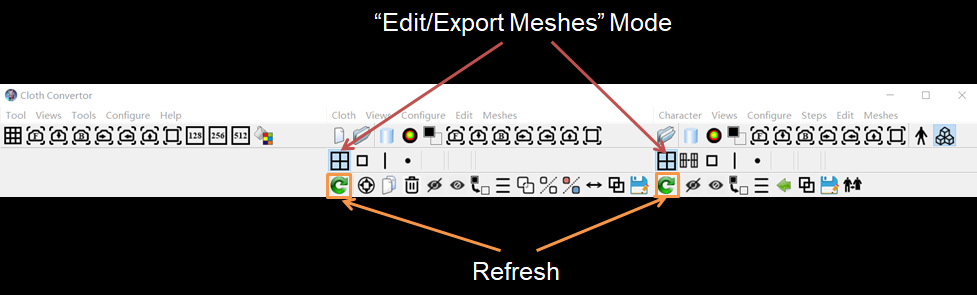 “Edit/Export Meshes” Mode
Cloth Convertor
Tool Views Tools Configure Help
Cloth Views Configure Edit Meshes
Character Views Configure Steps Edit Meshes
128 256 512
Refresh